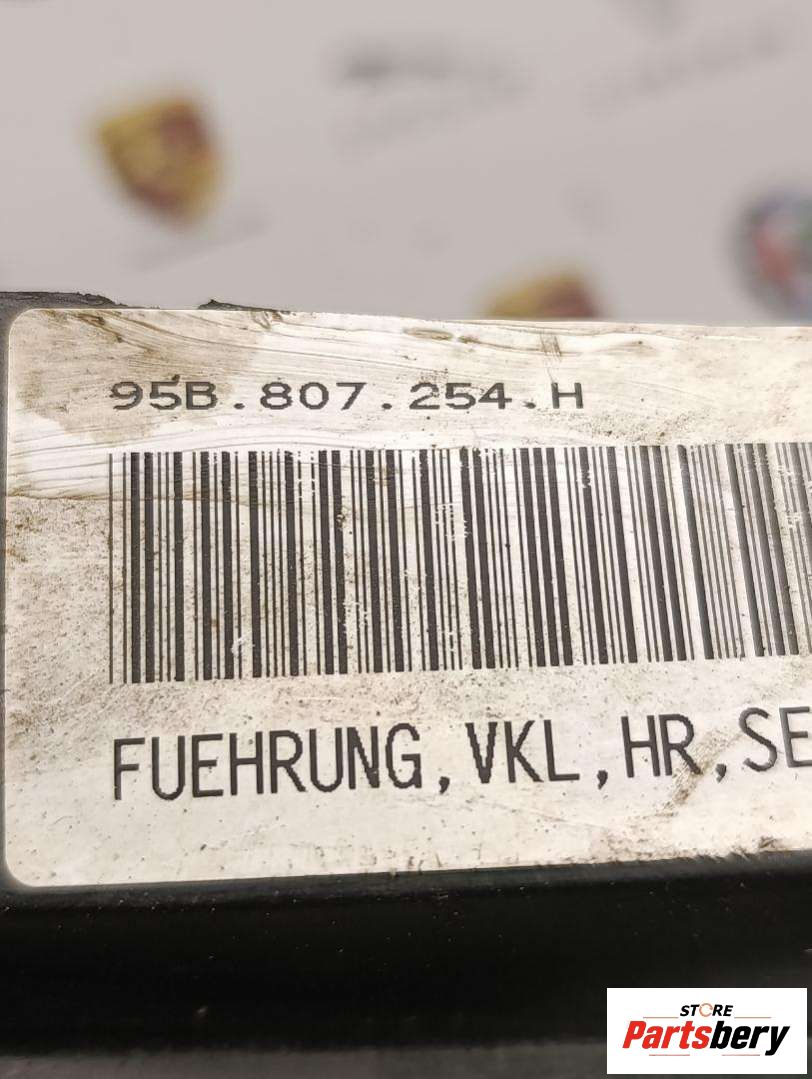 95B.807.254.H
FUEHRUNG,VKL,HR,SE
STORE
Partsbery